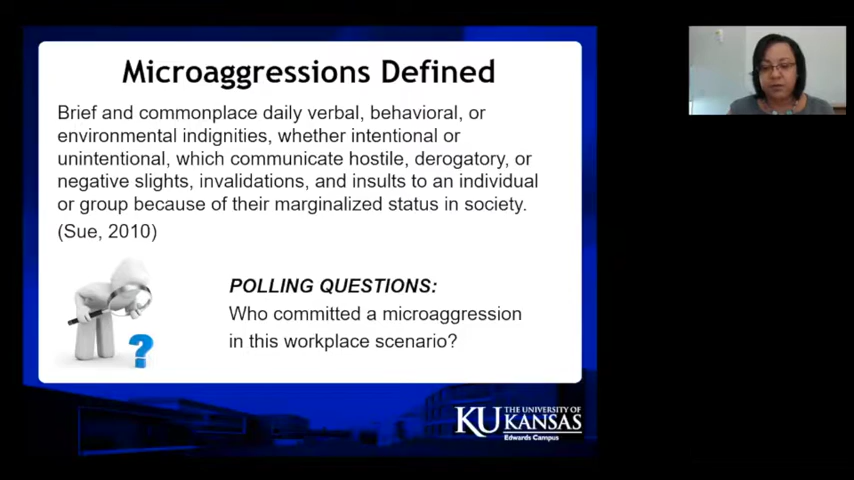 Microaggressions Defined
Brief and commonplace daily verbal, behavioral, or
environmental indignities, whether intentional or
unintentional, which communicate hostile, derogatory, or
negative slights, invalidations, and insults to an individual
or group because of their marginalized status in society.
(Sue, 2010)
POLLING QUESTIONS:
Who committed a microaggression
in this workplace scenario?
?
KU THE UNIVERSITY OF
KANSAS
Edwards Campus